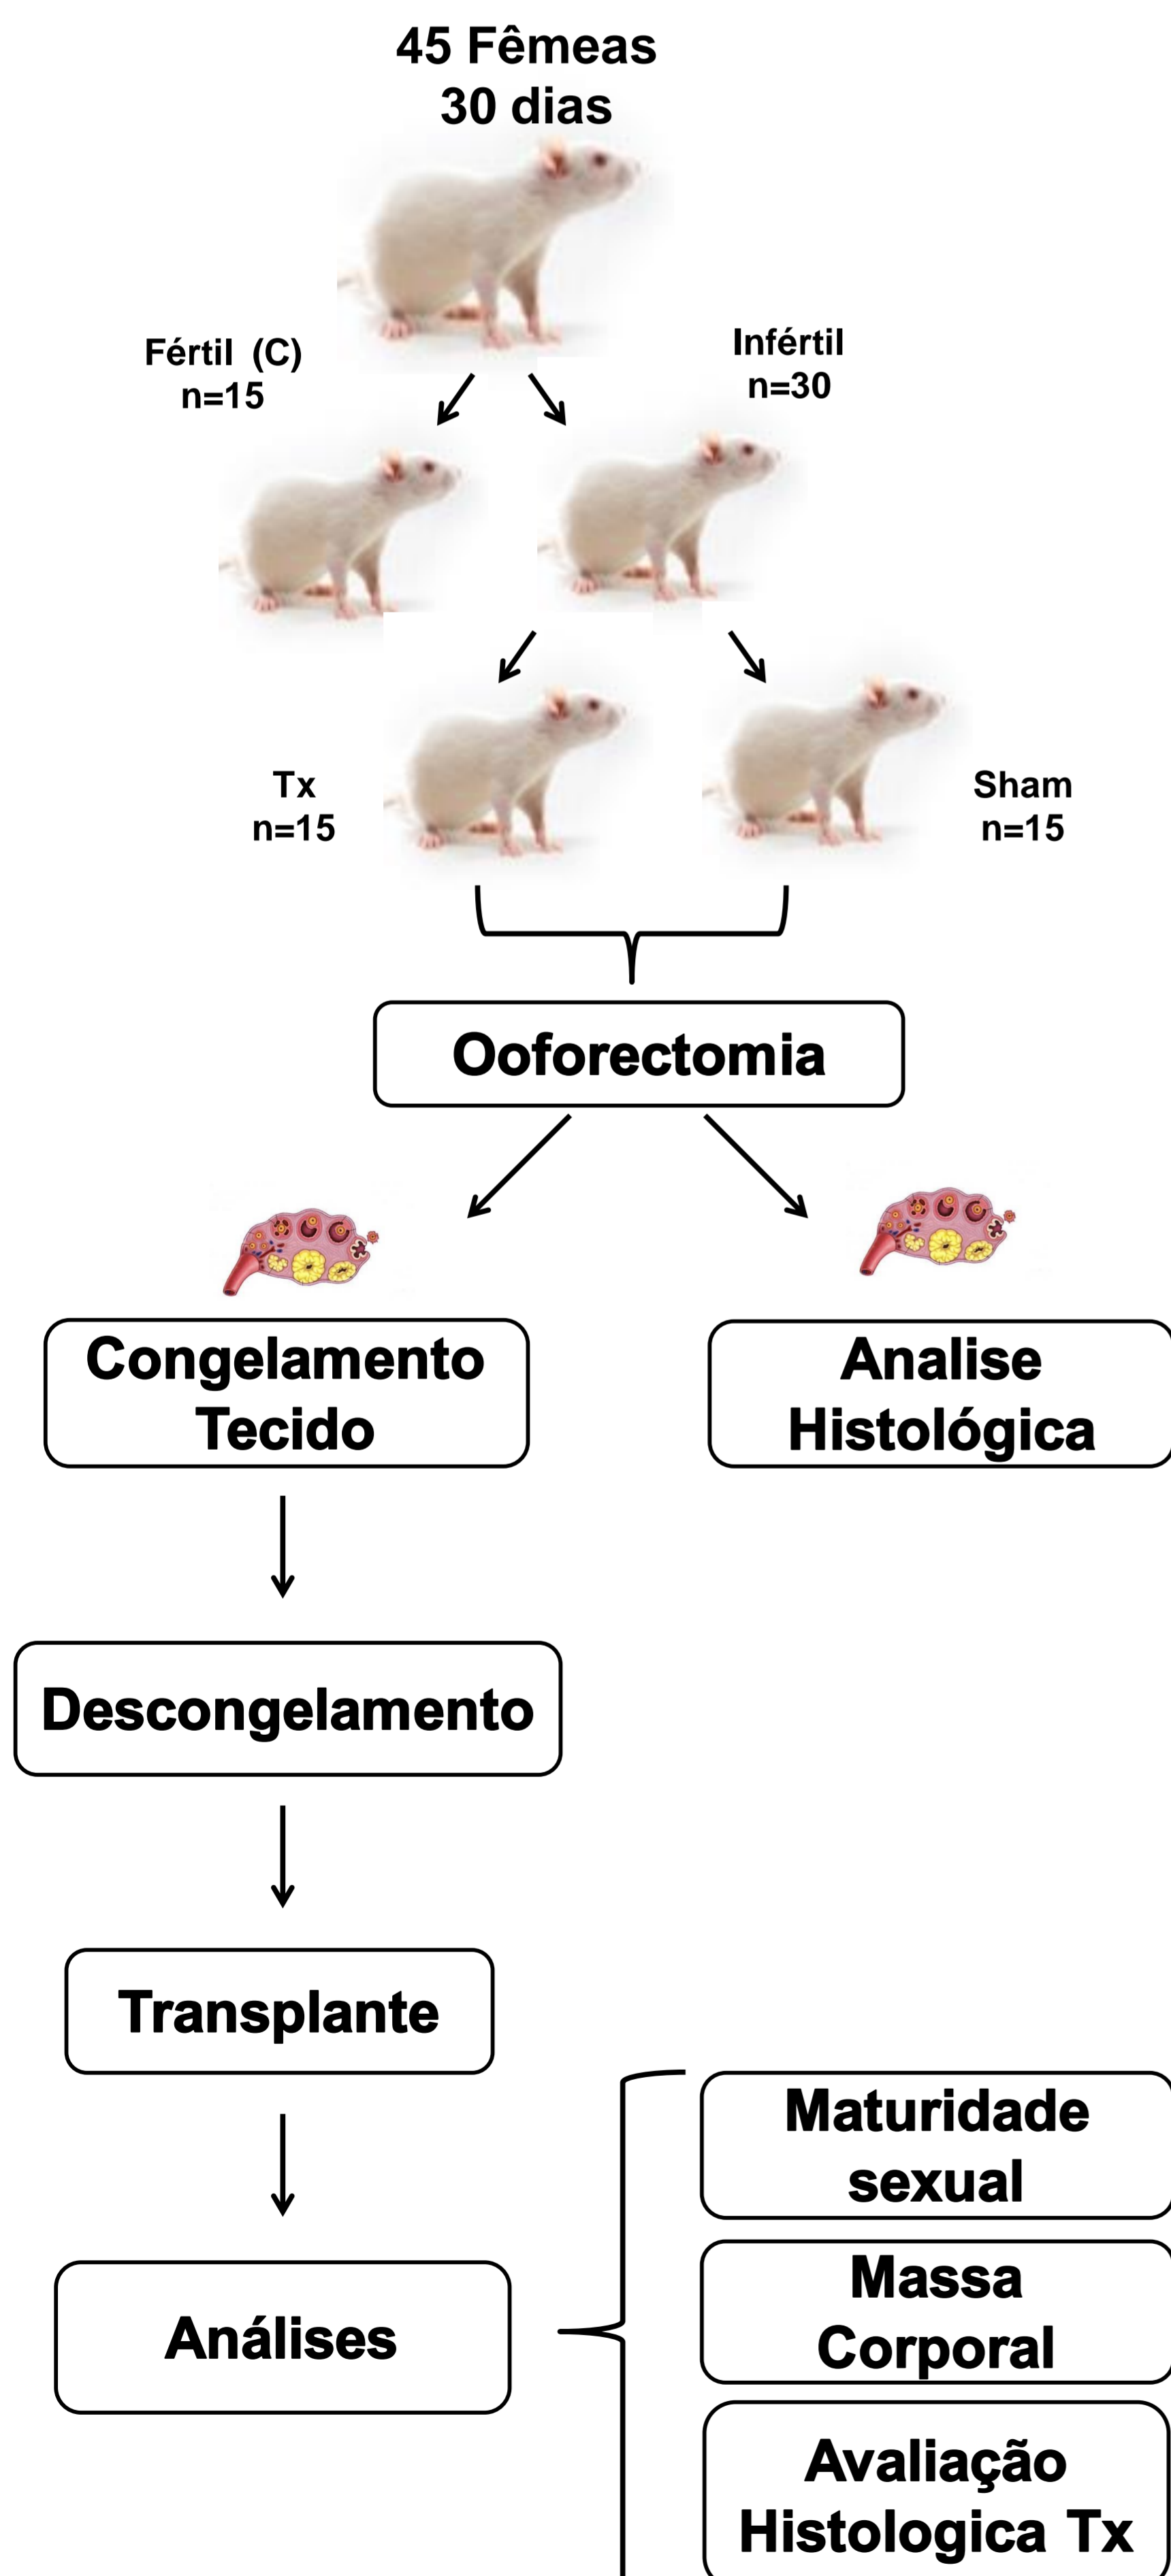 45 Fêmeas
30 dias
Fértil (C)
n=15
Infértil
n=30
Tx
n=15
Sham
n=15
Ooforectomia
Congelamento
Tecido
Analise
Histológica
Descongelamento
Transplante
Análises
Maturidade
sexual
Massa
Corporal
Avaliação
Histologica Tx